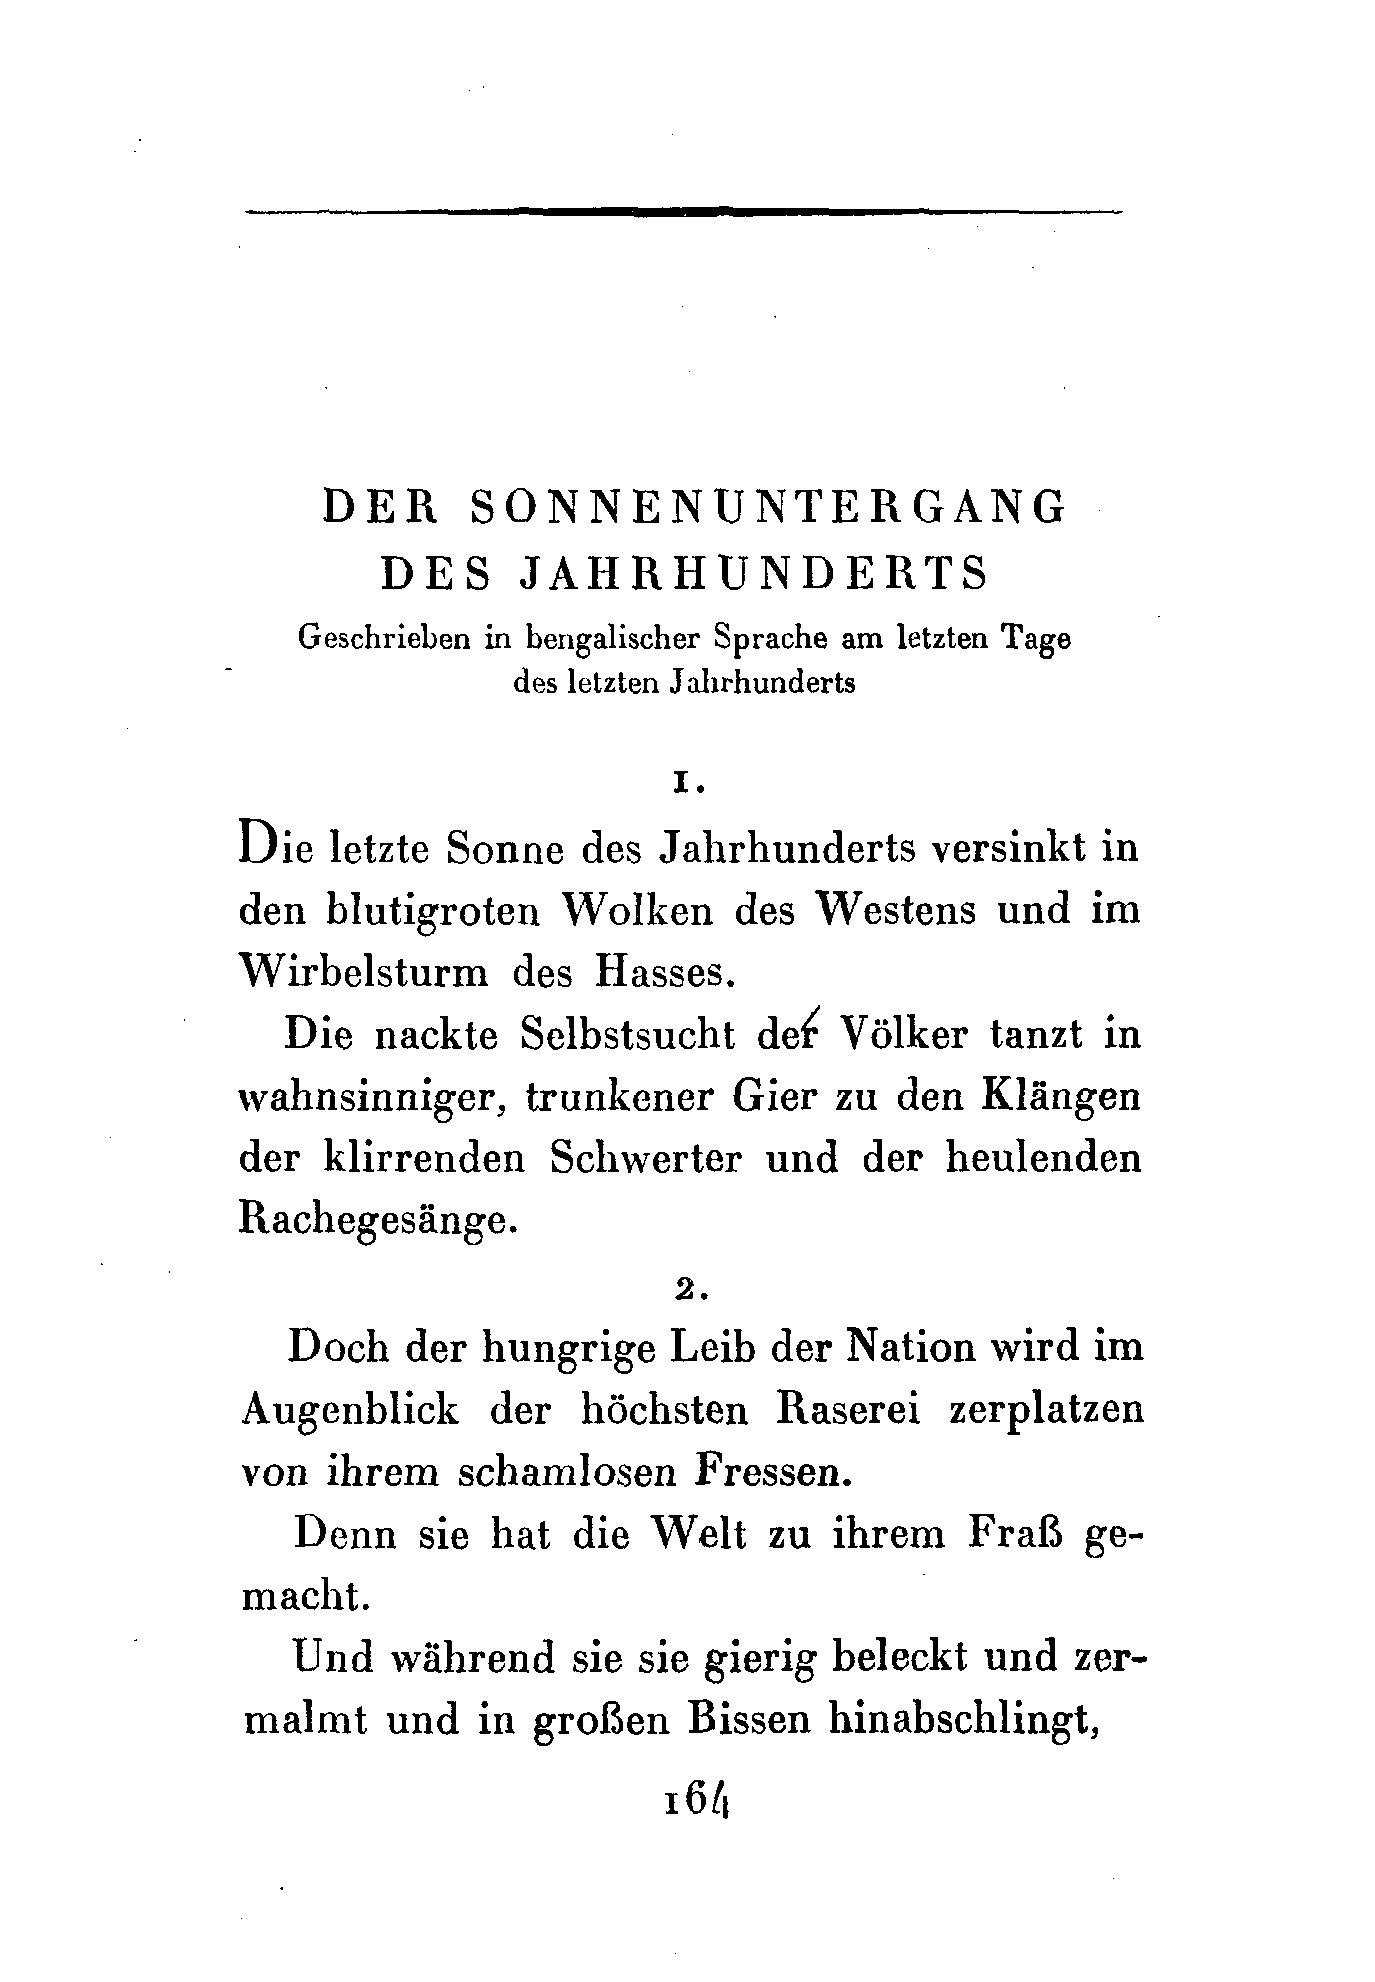 DER SONNENUNTERGANG
DES JAHRHUNDERTS
Geschrieben in bengalischer Sprache am letzten Tage
des letzten Jahrhunderts
1.
Die letzte Sonne des Jahrhunderts versinkt in
den blutigroten Wolken des Westens und im
Wirbelsturm des Hasses.
Die nackte Selbstsucht der Völker tanzt in
wahnsinniger, trunkener Gier zu den Klängen
der klirrenden Schwerter und der heulenden
Rachegesänge.
2.
Doch der hungrige Leib der Nation wird im
Augenblick der höchsten Raserei zerplatzen
von ihrem schamlosen Fressen.
Denn sie hat die Welt zu ihrem Fraß ge-
macht.
Und während sie sie gierig beleckt und zer-
malmt und in großen Bissen hinabschlingt,
164